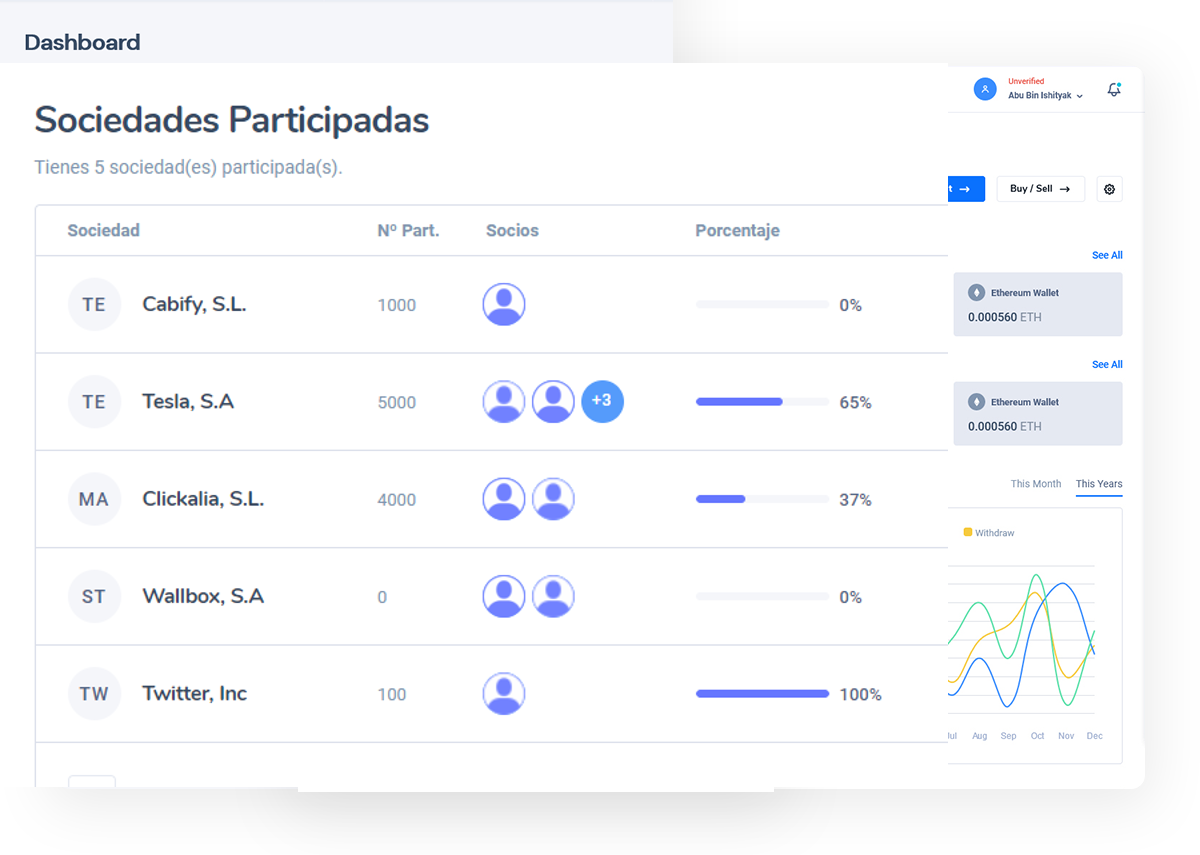 Dashboard
Sociedades Participadas
Tienes 5 sociedad(es) participada(s).
Sociedad Nº Part. Socios Porcentaje
TE Cabify, S.L. 1000 0%
TE Tesla, S.A 5000 +3 65%
MA Clickalia, S.L. 4000 37%
ST Wallbox, S.A 0 0%
TW Twitter, Inc 100 100%
Unverified
Abu Bin Ishityak
Buy / Sell
See All
Ethereum Wallet
0.000560 ETH
See All
Ethereum Wallet
0.000560 ETH
This Month This Years
Withdraw
Aug Sep Oct Nov Dec